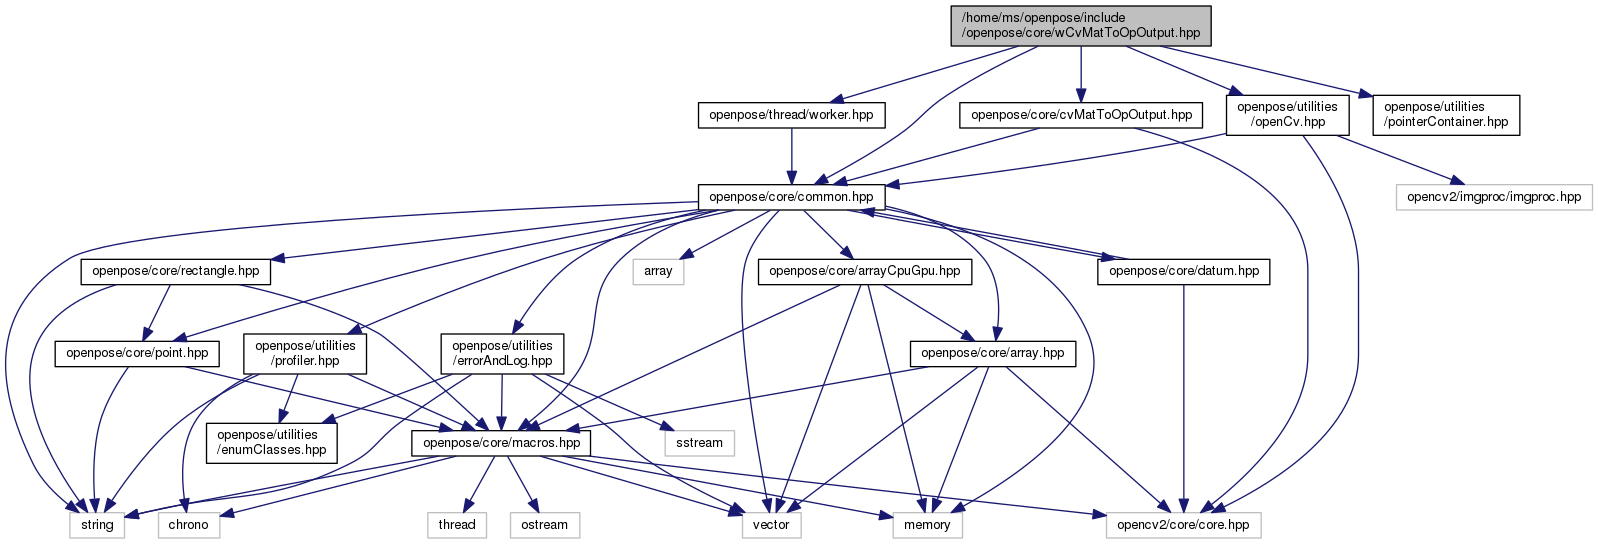 /home/ms/openpose/include
/openpose/core/wCvMatToOpOutput.hpp
openpose/thread/worker.hpp
openpose/core/cvMatToOpOutput.hpp
openpose/utilities
/openCv.hpp
openpose/utilities
/pointerContainer.hpp
openpose/core/common.hpp
opencv2/imgproc/imgproc.hpp
openpose/core/rectangle.hpp
array
openpose/core/arrayCpuGpu.hpp
openpose/core/datum.hpp
openpose/core/point.hpp
openpose/utilities
/profiler.hpp
openpose/utilities
/errorAndLog.hpp
openpose/core/array.hpp
openpose/utilities
/enumClasses.hpp
openpose/core/macros.hpp
sstream
string
chrono
thread
ostream
vector
memory
opencv2/core/core.hpp